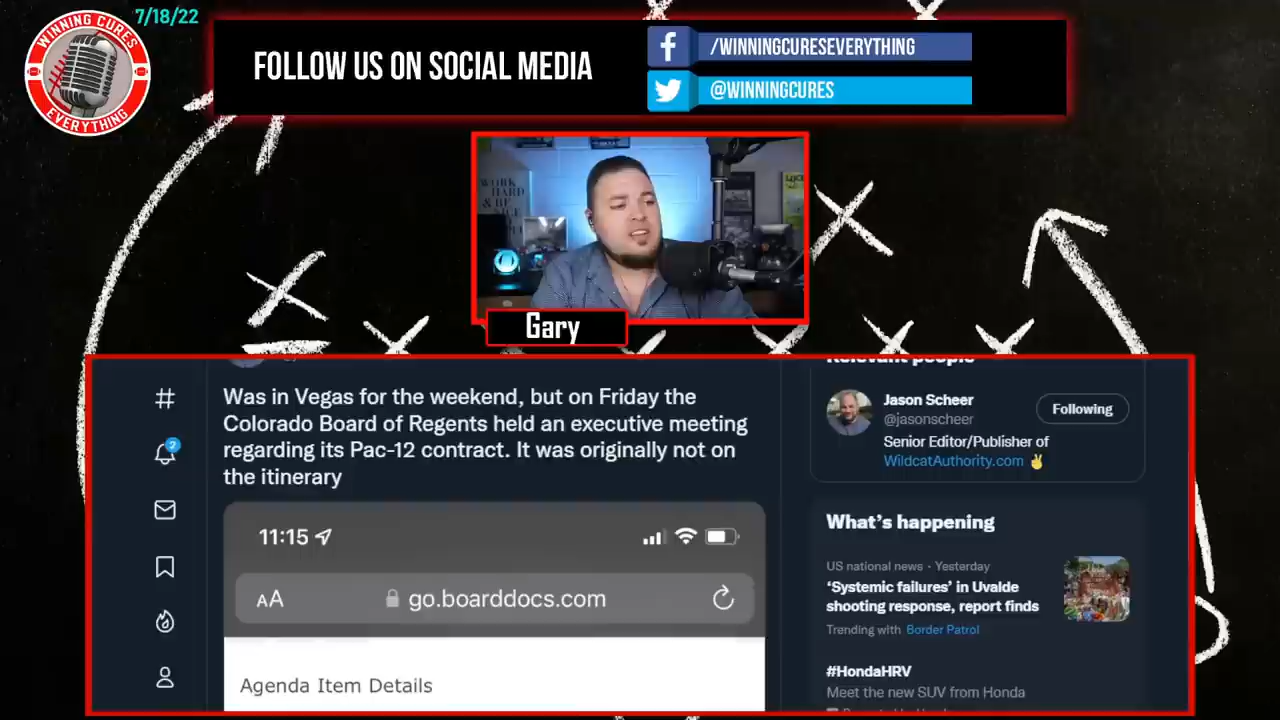 7/18/22
WINNING CURES
EVERYTHING
FOLLOW US ON SOCIAL MEDIA
/WINNINGCURESEVERYTHING
@WINNINGCURES
WORK
HARD
& BE
Gary
Was in Vegas for the weekend, but on Friday the
Colorado Board of Regents held an executive meeting
regarding its Pac-12 contract. It was originally not on
the itinerary
11:15
AA
go.boarddocs.com
Agenda Item Details
2
Relevant people
Jason Scheer
@jasonscheer
Following
Senior Editor/Publisher of
WildcatAuthority.com ✌️
What's happening
US national news · Yesterday
‘Systemic failures’ in Uvalde
shooting response, report finds
Trending with Border Patrol
#HondaHRV
Meet the new SUV from Honda